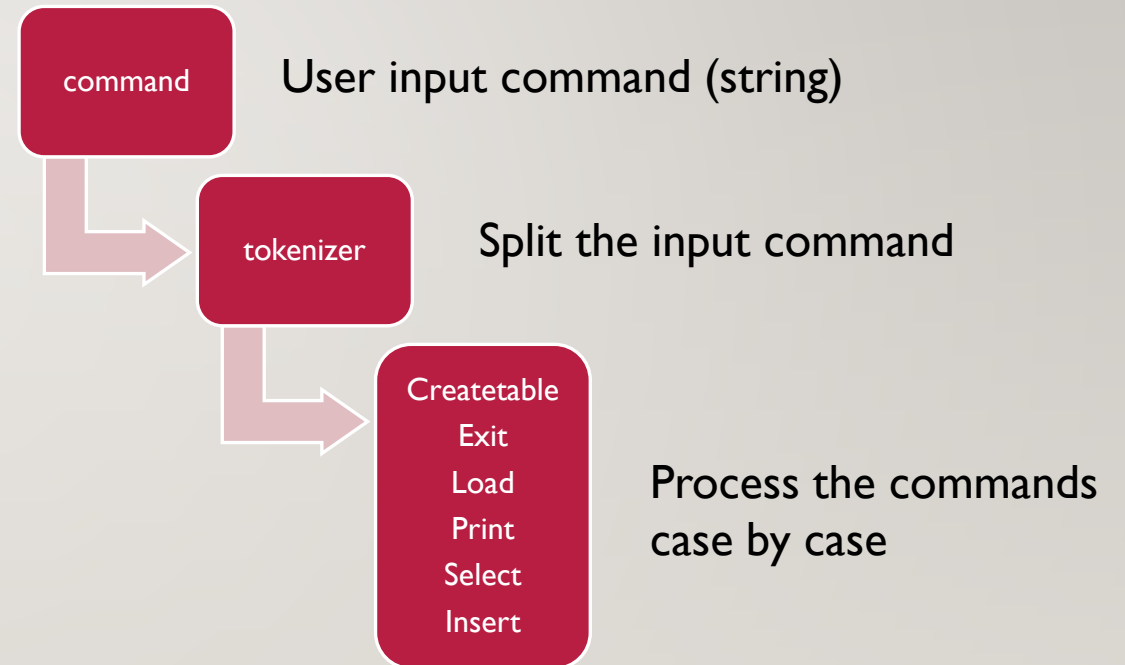 command
User input command (string)
tokenizer
Split the input command
Createtable
Exit
Load
Print
Select
Insert
Process the commands
case by case